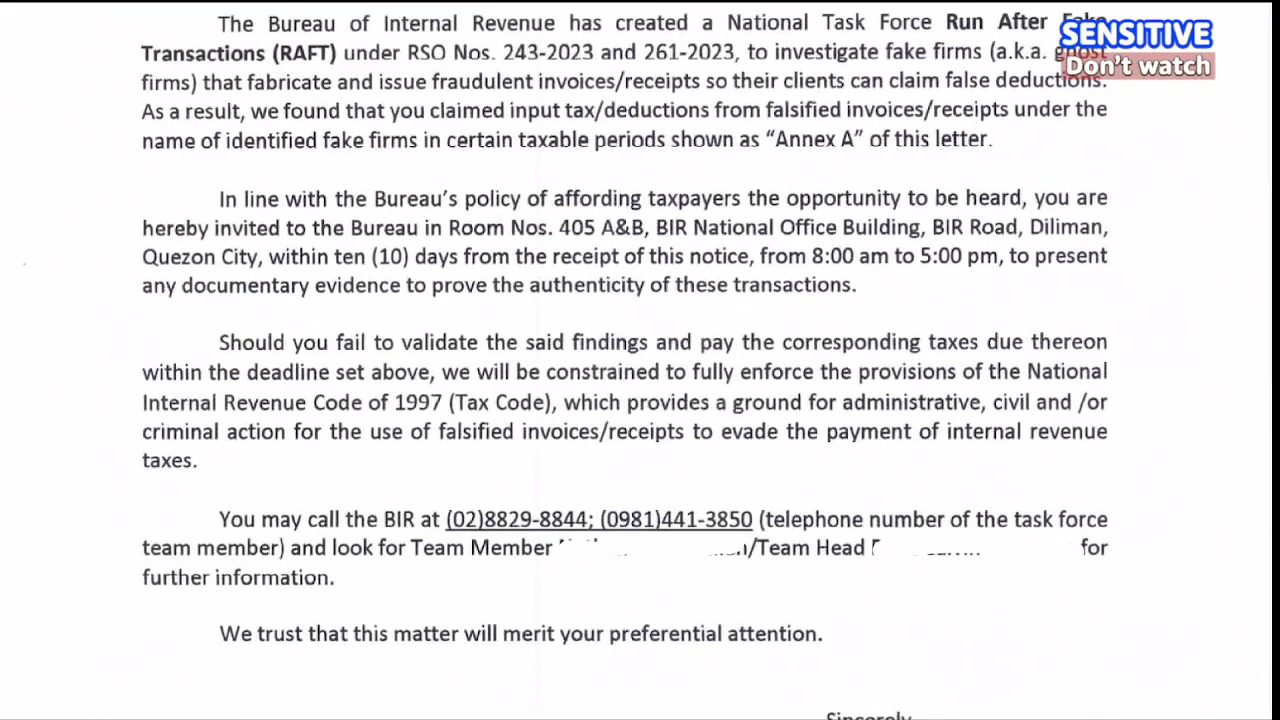 The Bureau of Internal Revenue has created a National Task Force Run After Fake
SENSITIVE
Transactions (RAFT) under RSO Nos. 243-2023 and 261-2023, to investigate fake firms (a.k.a. ghost
Don't watch
firms) that fabricate and issue fraudulent invoices/receipts so their clients can claim false deductions.
As a result, we found that you claimed input tax/deductions from falsified invoices/receipts under the
name of identified fake firms in certain taxable periods shown as “Annex A” of this letter.
In line with the Bureau’s policy of affording taxpayers the opportunity to be heard, you are
hereby invited to the Bureau in Room Nos. 405 A&B, BIR National Office Building, BIR Road, Diliman,
Quezon City, within ten (10) days from the receipt of this notice, from 8:00 am to 5:00 pm, to present
any documentary evidence to prove the authenticity of these transactions.
Should you fail to validate the said findings and pay the corresponding taxes due thereon
within the deadline set above, we will be constrained to fully enforce the provisions of the National
Internal Revenue Code of 1997 (Tax Code), which provides a ground for administrative, civil and /or
criminal action for the use of falsified invoices/receipts to evade the payment of internal revenue
taxes.
You may call the BIR at (02)8829-8844; (0981)441-3850 (telephone number of the task force
team member) and look for Team Member /Team Head for
further information.
We trust that this matter will merit your preferential attention.
Sincerely